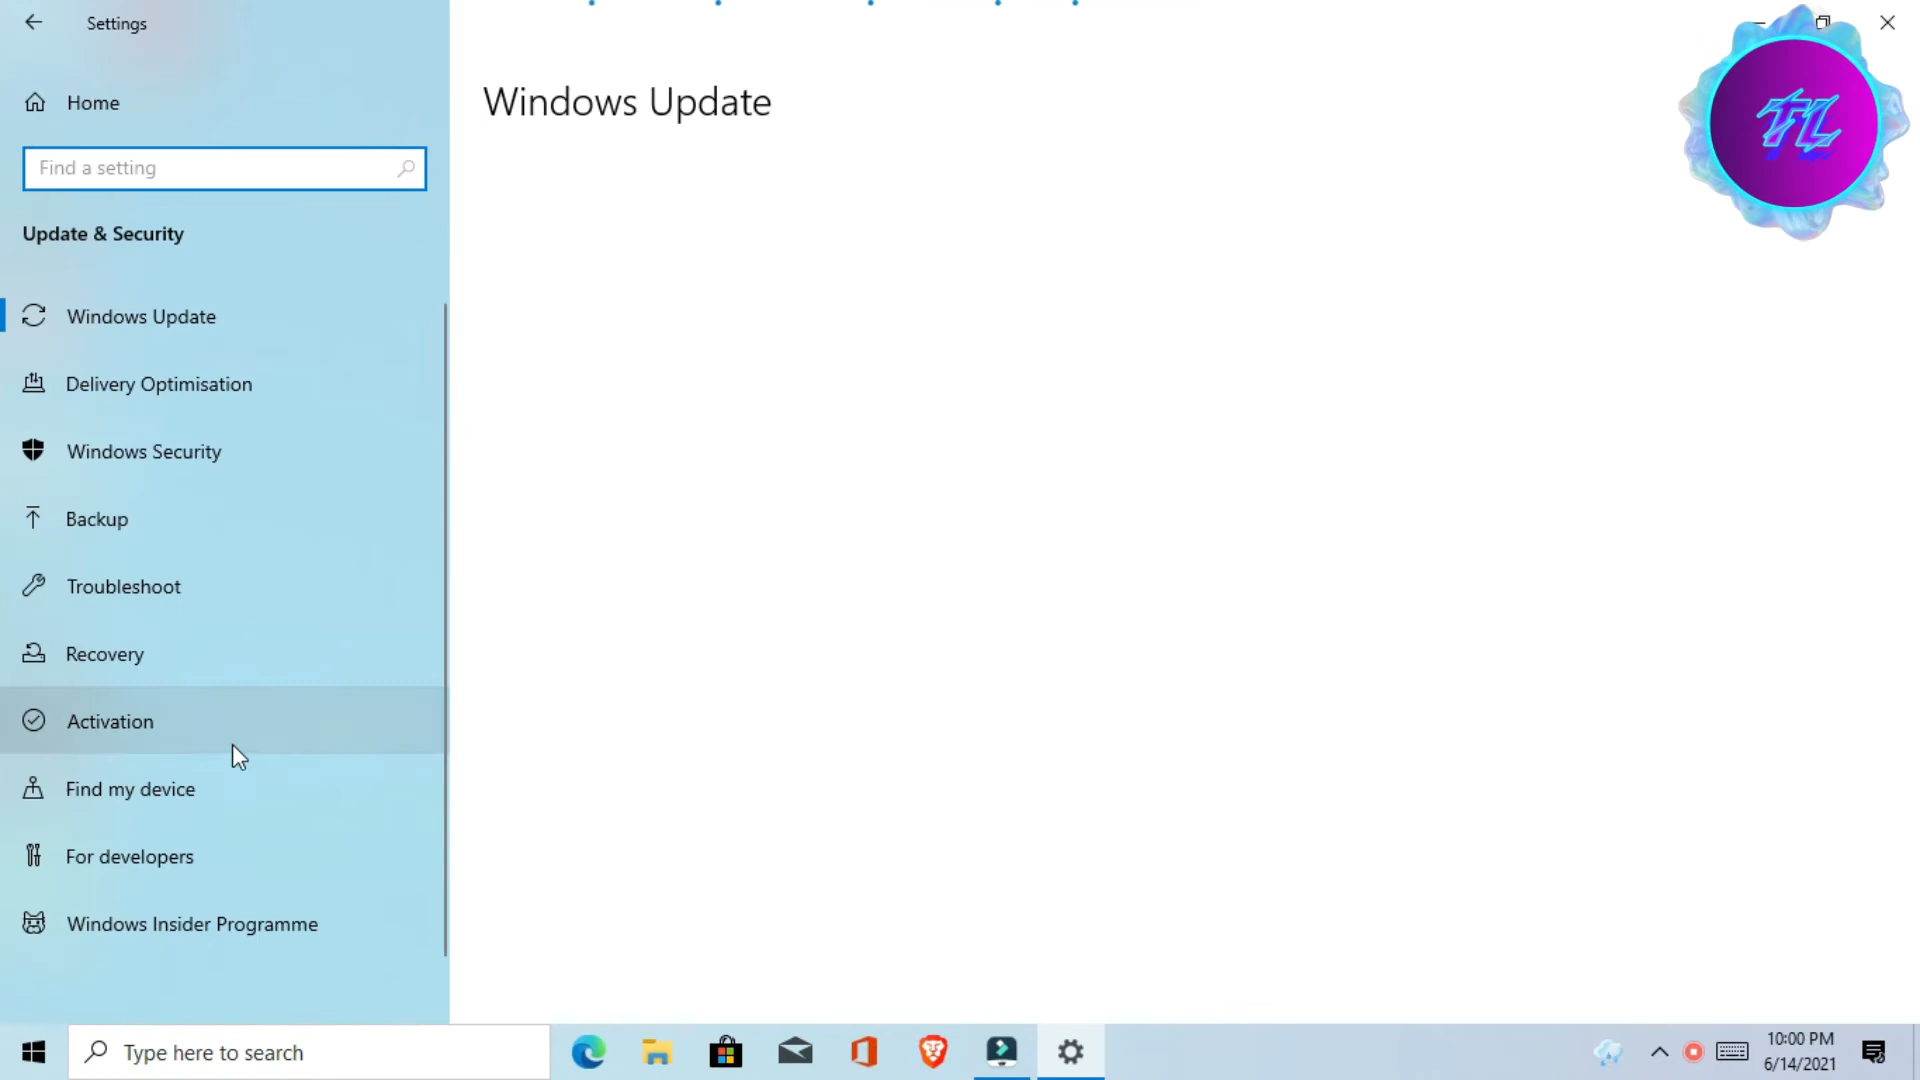 Settings
Home
Find a setting
Update & Security
Windows Update
Delivery Optimisation
Windows Security
Backup
Troubleshoot
Recovery
Activation
Find my device
For developers
Windows Insider Programme
Windows Update
TL
Type here to search
10:00 PM
6/14/2021